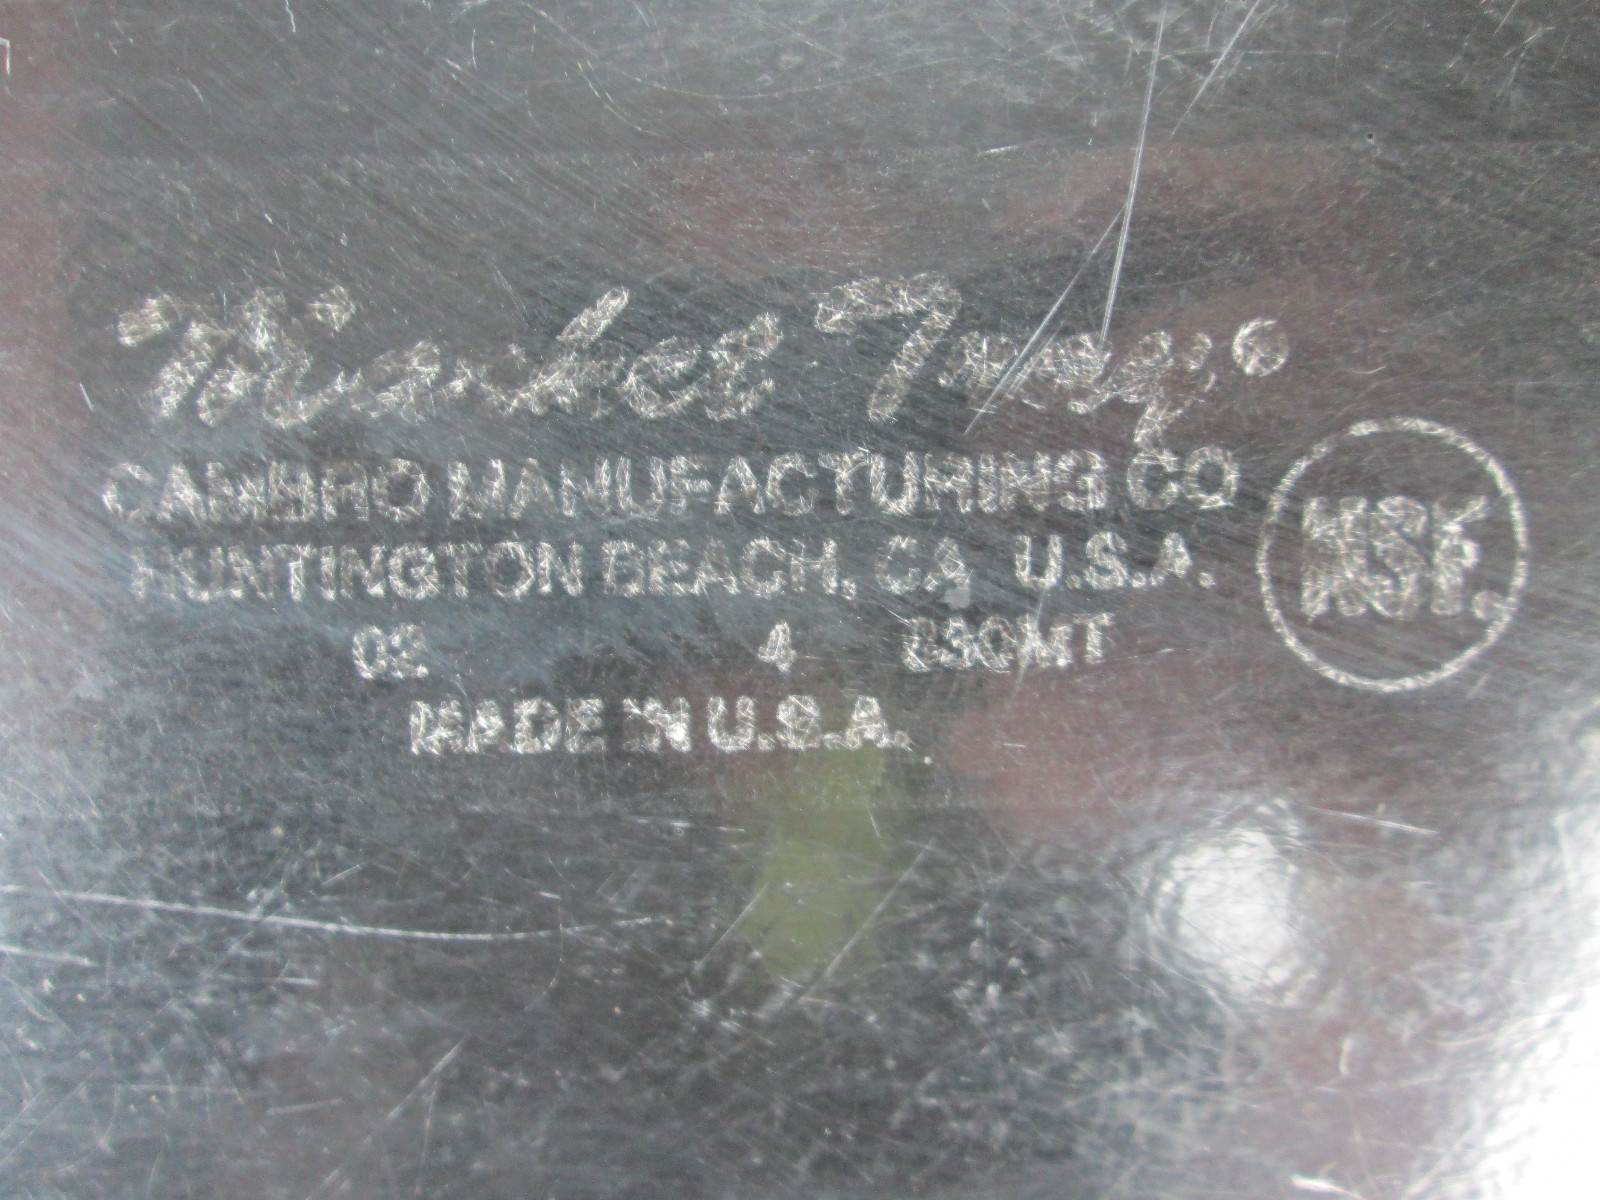 Market Tray®
CAMBRO MANUFACTURING CO
HUNTINGTON BEACH, CA U.S.A.
NSF.
02 4 830MT
MADE IN U.S.A.